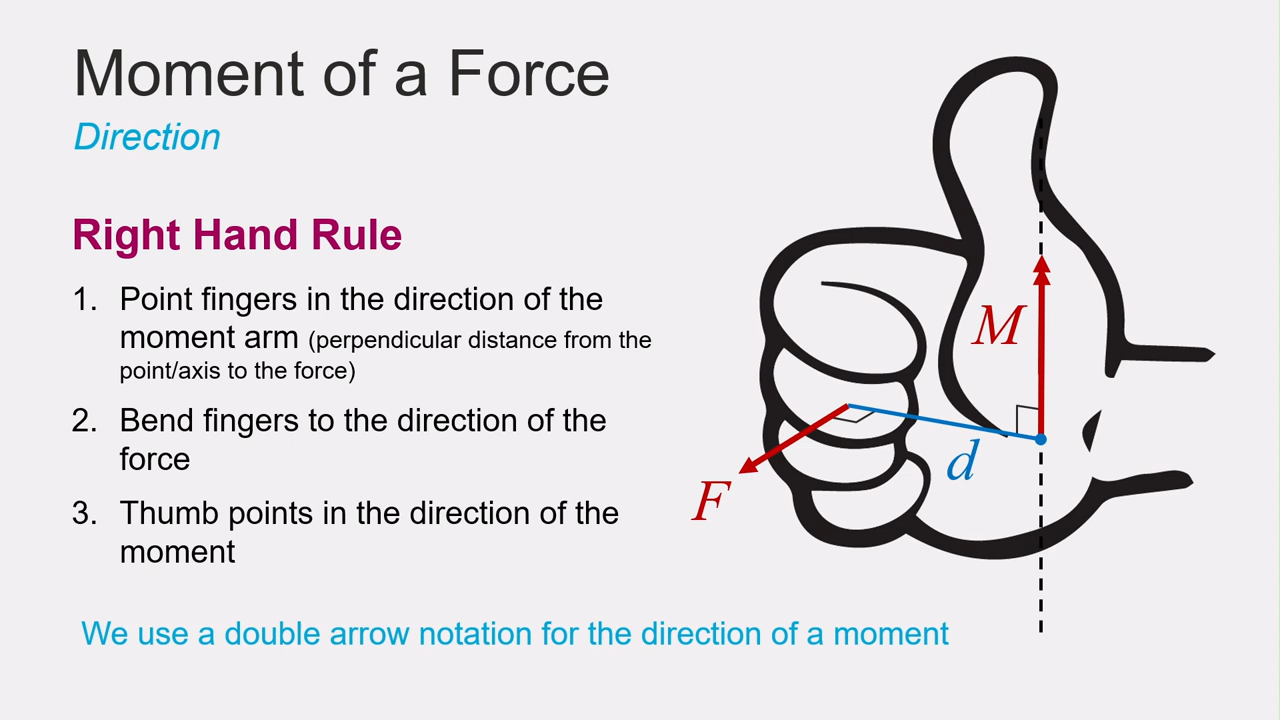 Moment of a Force
Direction
Right Hand Rule
1. Point fingers in the direction of the
moment arm (perpendicular distance from the
point/axis to the force)
2. Bend fingers to the direction of the
force
3. Thumb points in the direction of the
moment
M
d
F
We use a double arrow notation for the direction of a moment